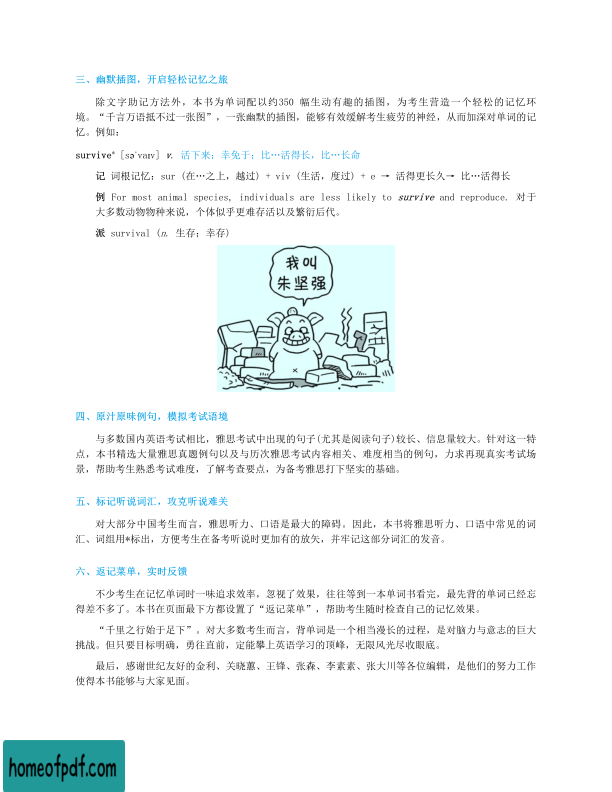 三、幽默插图，开启轻松记忆之旅
除文字助记方法外，本书为单词配以约350 幅生动有趣的插图，为考生营造一个轻松的记忆环
境。“千言万语抵不过一张图”，一张幽默的插图，能够有效缓解考生疲劳的神经，从而加深对单词的记
忆。例如：
survive* [səˈvaɪv] v. 活下来；幸免于；比…活得长，比…长命
记 词根记忆：sur (在…之上，越过) + viv (生活，度过) + e → 活得更长久→ 比…活得长
例 For most animal species, individuals are less likely to survive and reproduce. 对于
大多数动物物种来说，个体似乎更难存活以及繁衍后代。
派 survival (n. 生存；幸存)
我叫
朱坚强
四、原汁原味例句，模拟考试语境
与多数国内英语考试相比，雅思考试中出现的句子(尤其是阅读句子)较长、信息量较大。针对这一特
点，本书精选大量雅思真题例句以及与历次雅思考试内容相关、难度相当的例句，力求再现真实考试场
景，帮助考生熟悉考试难度，了解考查要点，为备考雅思打下坚实的基础。
五、标记听说词汇，攻克听说难关
对大部分中国考生而言，雅思听力、口语是最大的障碍。因此，本书将雅思听力、口语中常见的词
汇、词组用*标出，方便考生在备考听说时更加有的放矢，并牢记这部分词汇的发音。
六、返记菜单，实时反馈
不少考生在记忆单词时一味追求效率，忽视了效果，往往等到一本单词书看完，最先背的单词已经忘
得差不多了。本书在页面最下方都设置了“返记菜单”，帮助考生随时检查自己的记忆效果。
“千里之行始于足下”。对大多数考生而言，背单词是一个相当漫长的过程，是对脑力与意志的巨大
挑战。但只要目标明确，勇往直前，定能攀上英语学习的顶峰，无限风光尽收眼底。
最后，感谢世纪友好的金利、关晓蕙、王锋、张森、李素素、张大川等各位编辑，是他们的努力工作
使得本书能够与大家见面。
homeofpdf.com